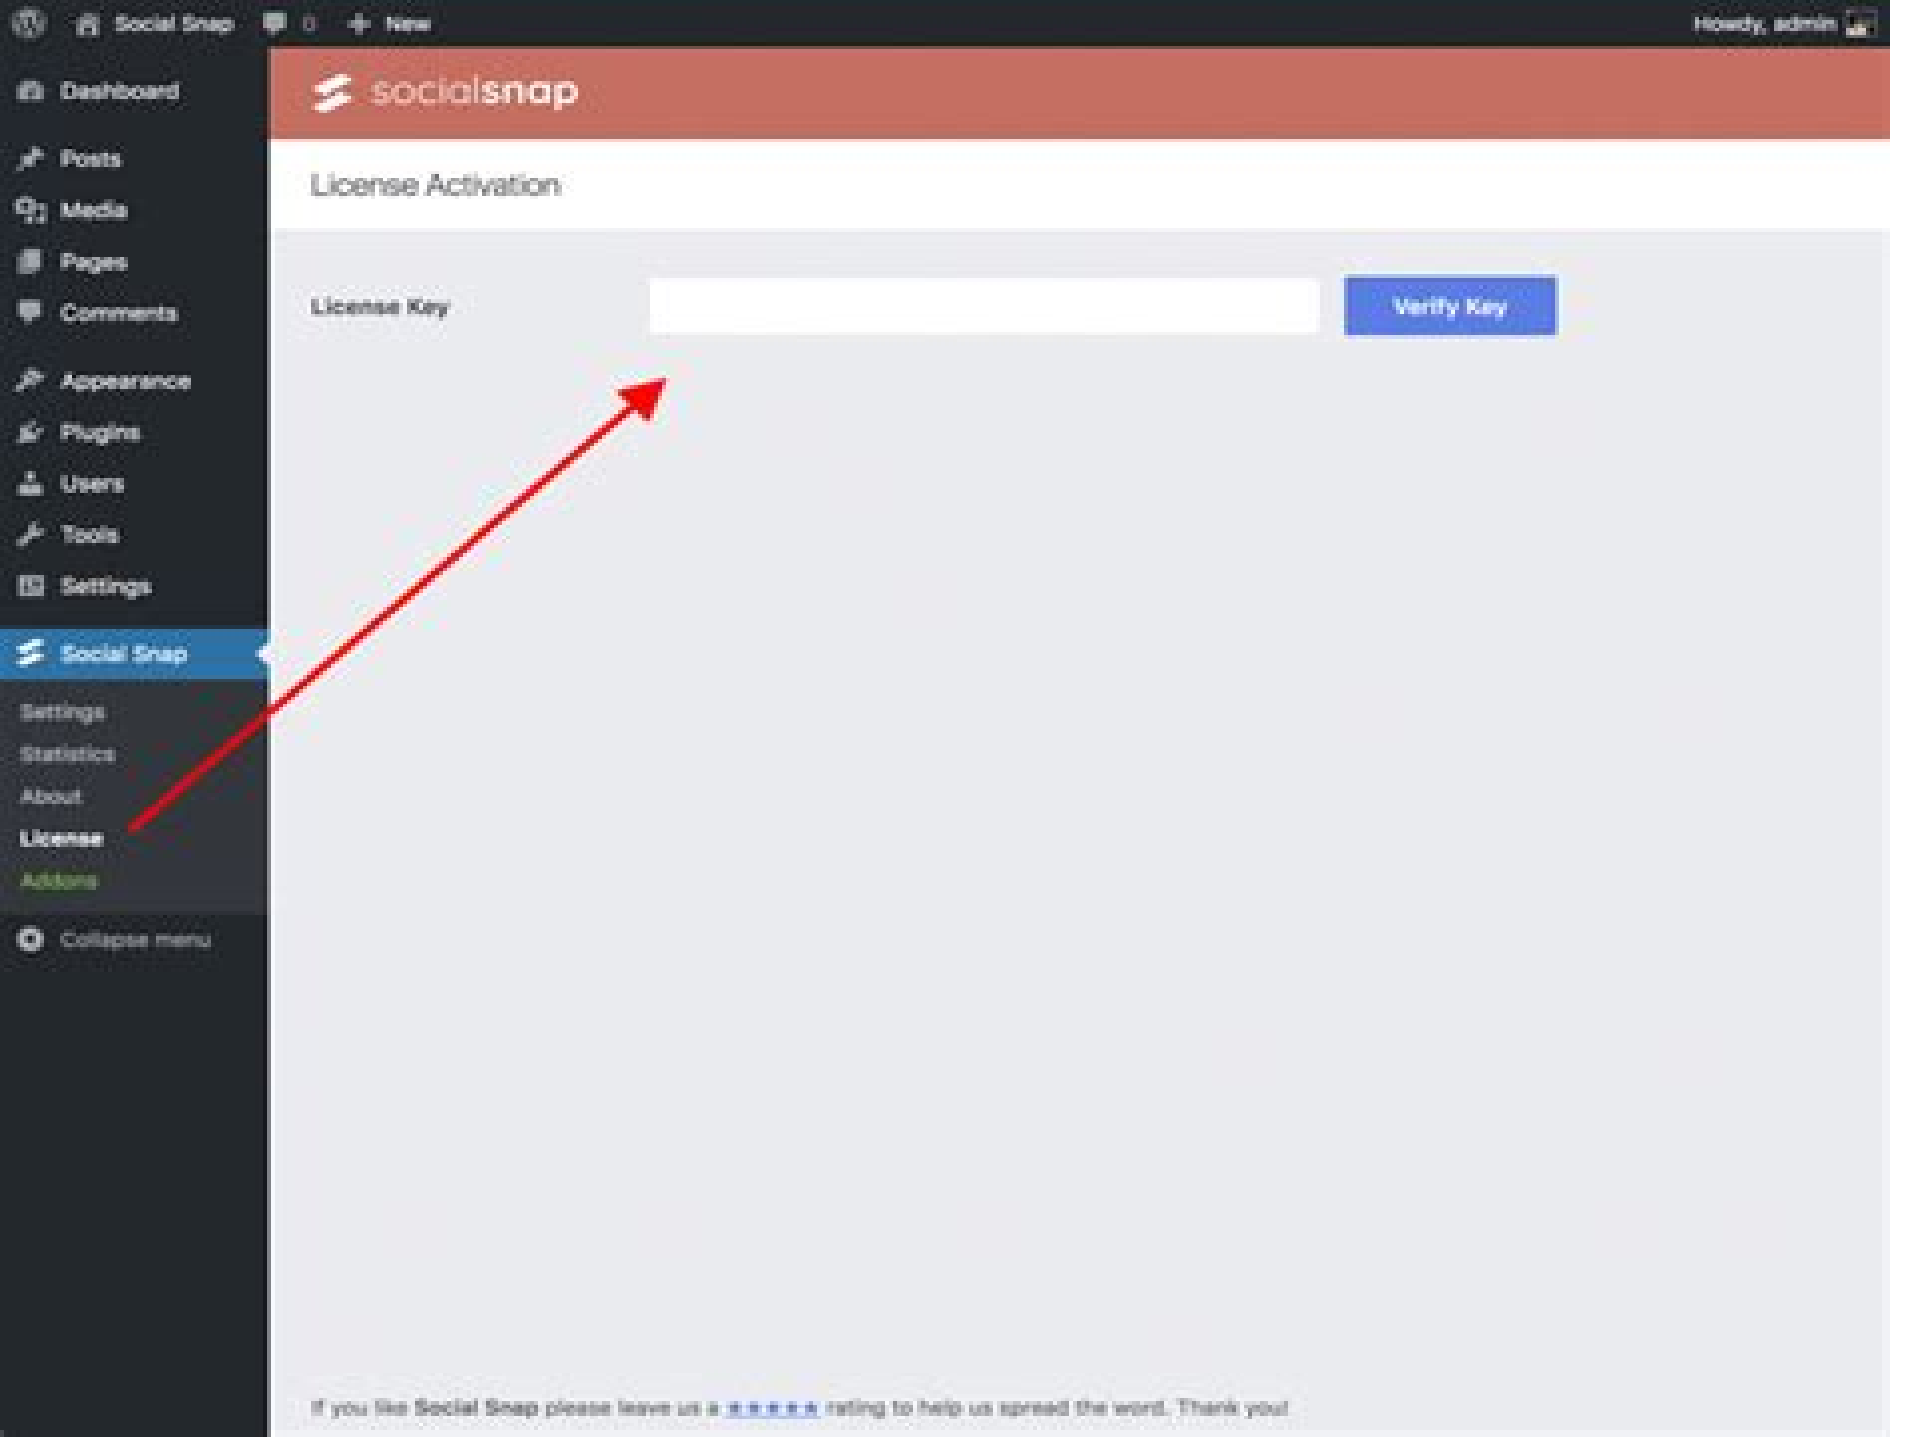 Social Snap 0 New
Howdy, admin
Dashboard
Posts
Media
Pages
Comments
Appearance
Plugins
Users
Tools
Settings
Social Snap
Settings
Statistics
About
License
Addons
Collapse menu
socialsnap
License Activation
License Key
Verify Key
If you like Social Snap please leave us a ★★★★★ rating to help us spread the word. Thank you!